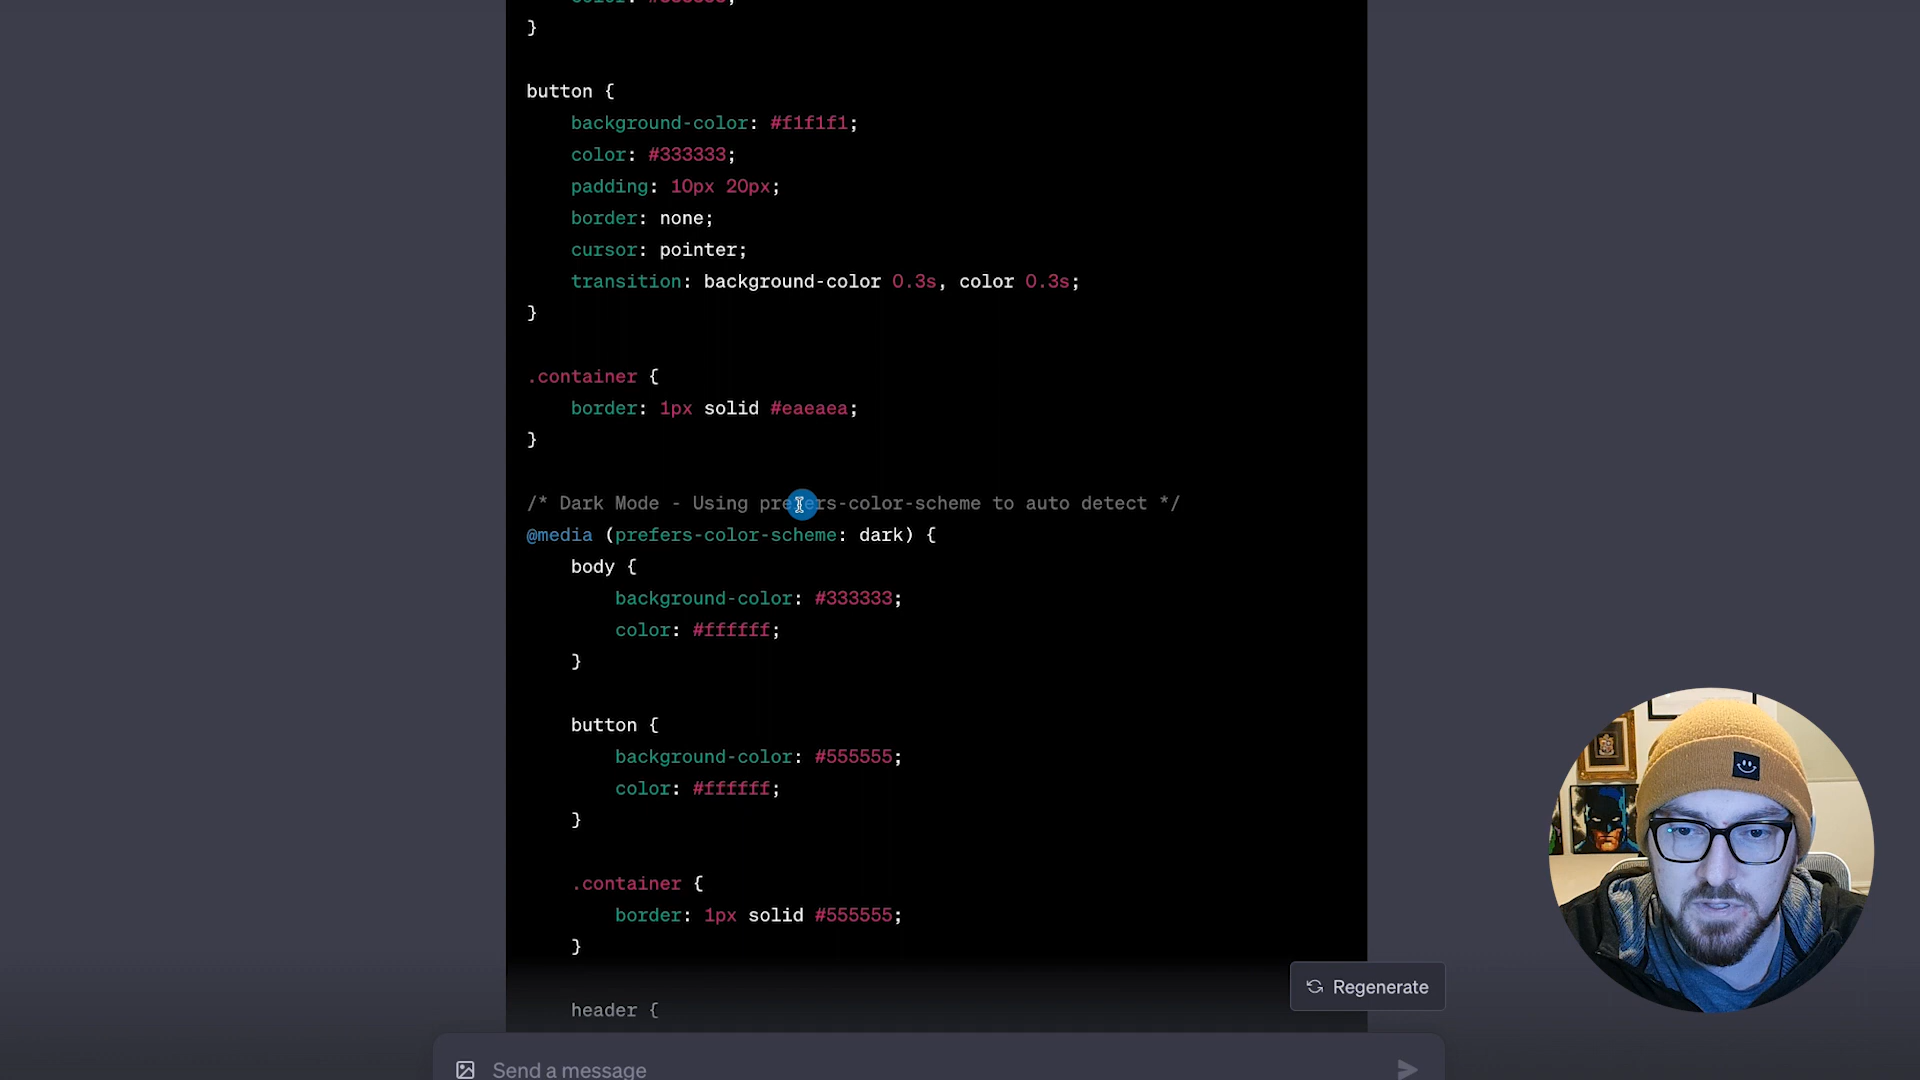 }
button {
background-color: #f1f1f1;
color: #333333;
padding: 10px 20px;
border: none;
cursor: pointer;
transition: background-color 0.3s, color 0.3s;
}
.container {
border: 1px solid #eaeaea;
}
/* Dark Mode - Using prefers-color-scheme to auto detect */
@media (prefers-color-scheme: dark) {
body {
background-color: #333333;
color: #ffffff;
}
button {
background-color: #555555;
color: #ffffff;
}
.container {
border: 1px solid #555555;
}
Regenerate
header {
Send a message